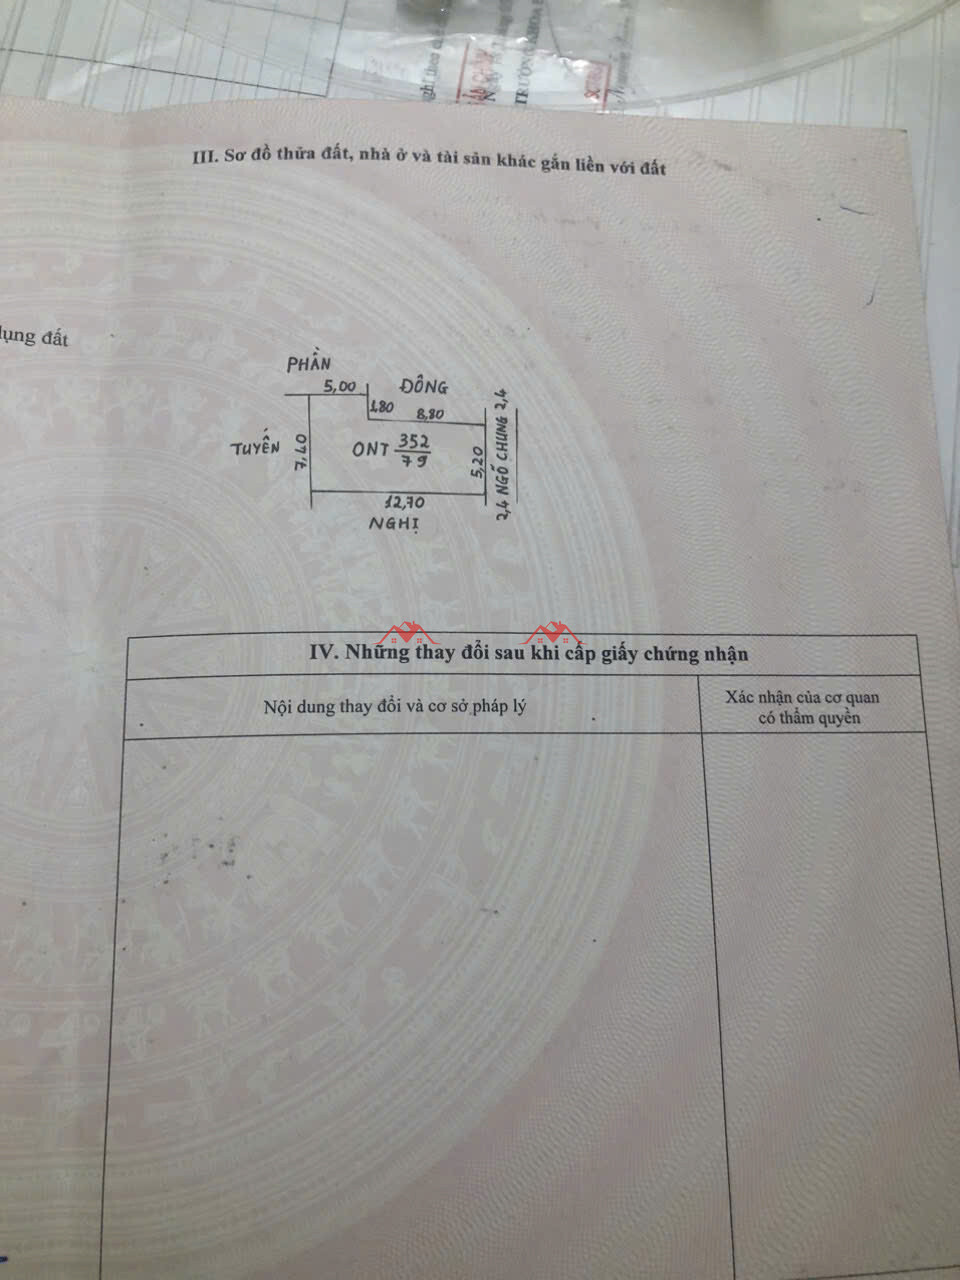 III. Sơ đồ thửa đất, nhà ở và tài sản khác gắn liền với đất
dụng đất
PHẦN
5,00
ĐÔNG
1,80
8,80
TUYẾN
7,40
ONT 352
79
5,20
2,4 NGÕ CHUNG 2,4
12,70
NGHỊ
IV. Những thay đổi sau khi cấp giấy chứng nhận
Nội dung thay đổi và cơ sở pháp lý
Xác nhận của cơ quan
có thẩm quyền